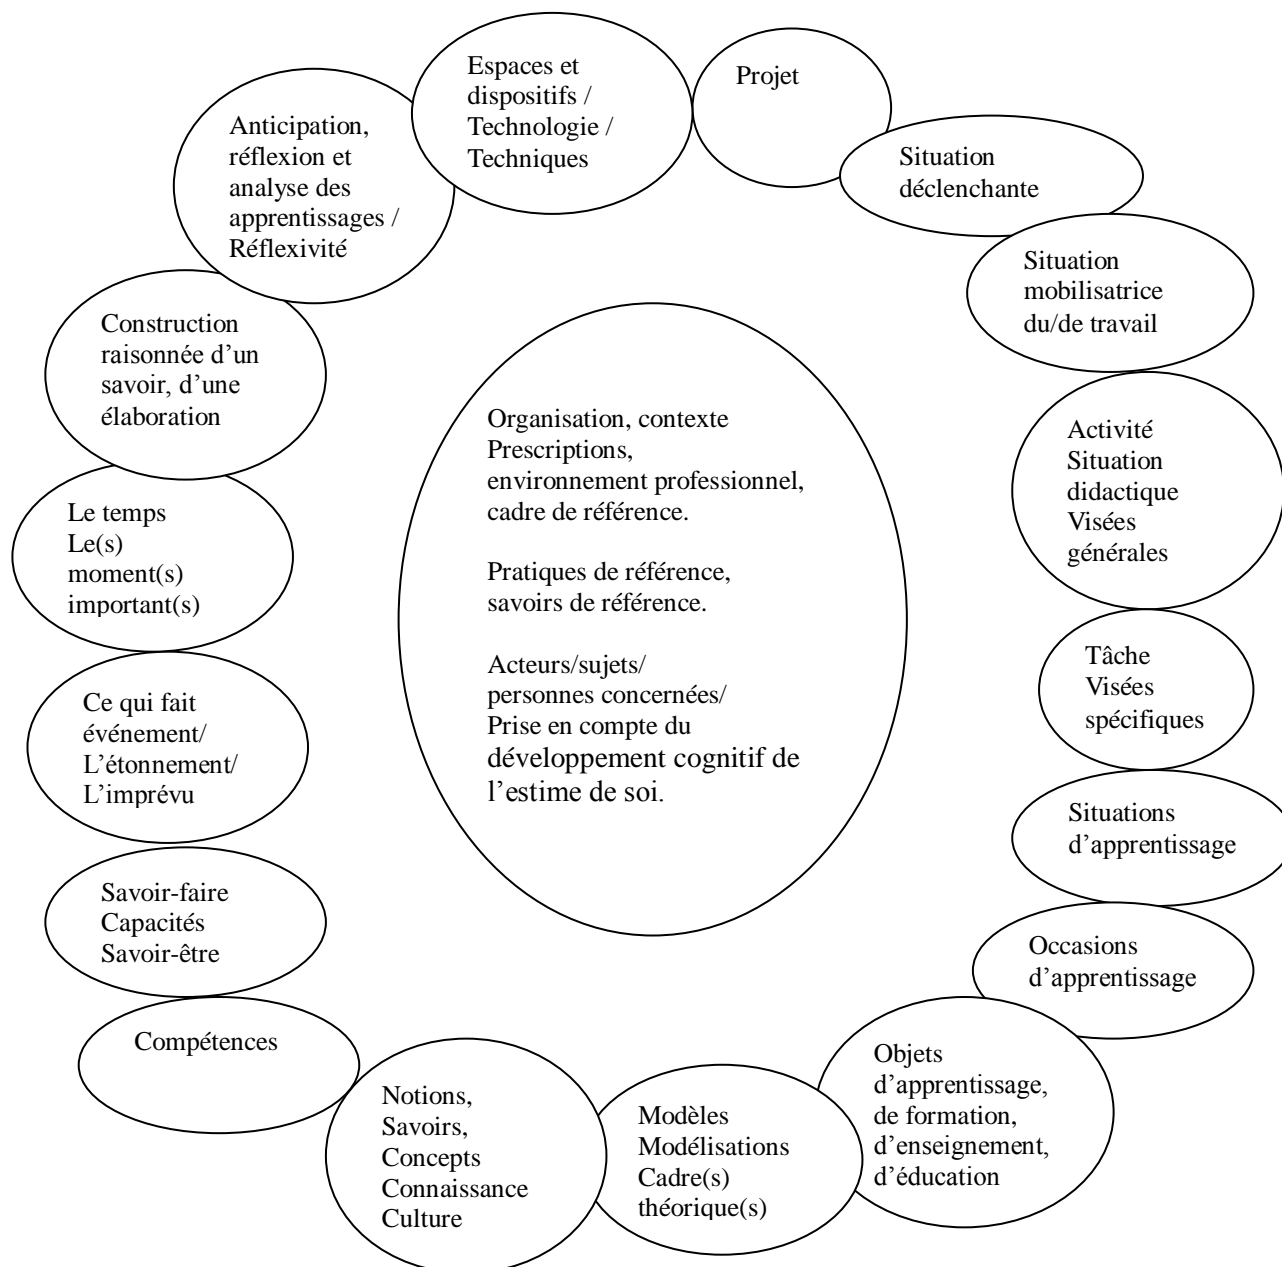 Espaces et
dispositifs /
Technologie /
Techniques
Projet
Situation
déclenchante
Situation
mobilisatrice
du/de travail
Activité
Situation
didactique
Visées
générales
Tâche
Visées
spécifiques
Situations
d’apprentissage
Occasions
d’apprentissage
Objets
d’apprentissage,
de formation,
d’enseignement,
d’éducation
Modèles
Modélisations
Cadre(s)
théorique(s)
Notions,
Savoirs,
Concepts
Connaissance
Culture
Compétences
Savoir-faire
Capacités
Savoir-être
Ce qui fait
événement/
L’étonnement/
L’imprévu
Le temps
Le(s)
moment(s)
important(s)
Construction
raisonnée d’un
savoir, d’une
élaboration
Anticipation,
réflexion et
analyse des
apprentissages /
Réflexivité
Organisation, contexte
Prescriptions,
environnement professionnel,
cadre de référence.
Pratiques de référence,
savoirs de référence.
Acteurs/sujets/
personnes concernées/
Prise en compte du
développement cognitif de
l’estime de soi.